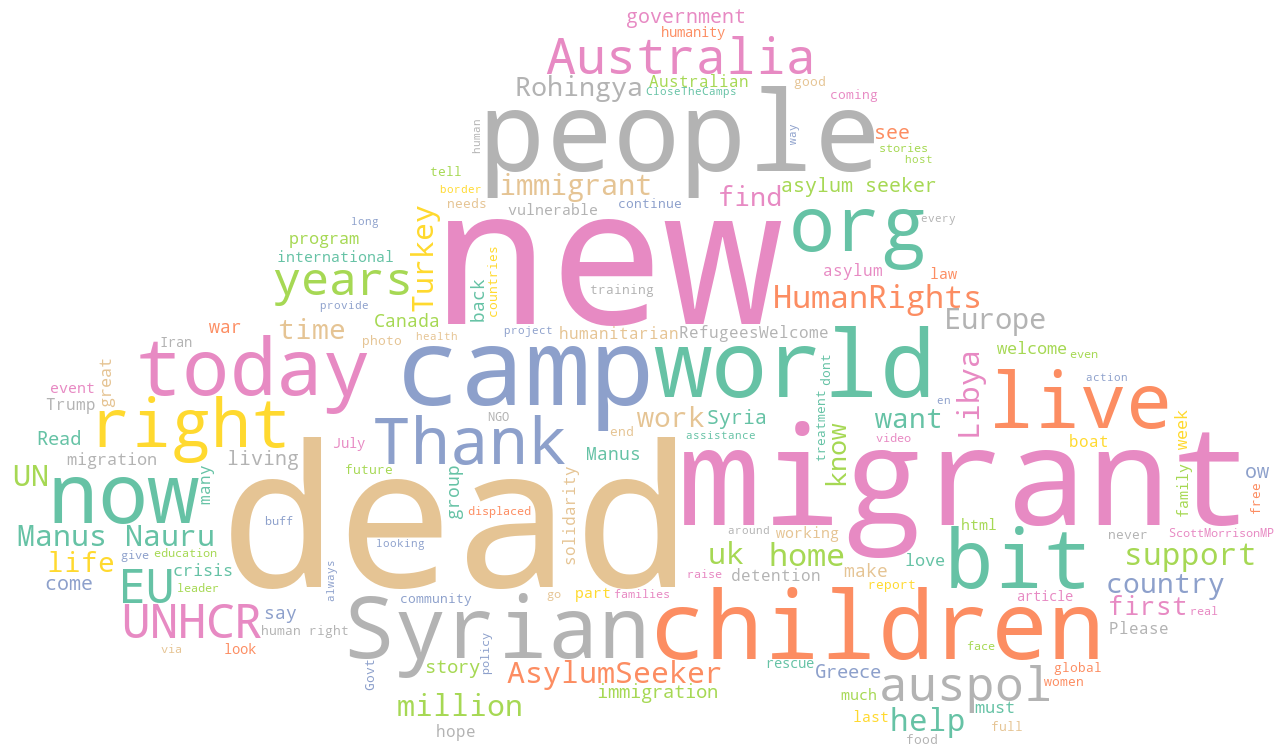 government
humanity
Australia
Rohingya
Australian
good
CloseTheCamps
coming
people
human
way
see
stories
host
tell
border
immigrant
asylum seeker
needs
vulnerable
continue
find
org
every
long
program
international
years
Turkey
countries
new
back
training
asylum
law
HumanRights
provide
Canada
war
time
photo
health
project
humanitarian
RefugeesWelcome
Europe
Iran
today
camp
world
dont
Libya
welcome
even
great
event
Trump
right
Thank
NGO
work
Syria
want
en
live
action
Read
July
end
Manus
assistance
treatment
know
video
boat
week
migration
living
future
UN
many
now
group
displaced
dead
solidarity
migrant
family
ow
free
buff
looking
around
working
html
never
ScottMorrisonMP
Manus Nauru
give
education
life
crisis
uk
home
love
bit
support
come
EU
leader
always
community
go
part
families
raise
detention
make
report
article
country
first
real
UNHCR
say
human right
Syrian
children
Please
via
look
Govt
policy
story
AsylumSeeker
immigration
rescue
Greece
face
global
women
auspol
million
much
last
help
must
full
hope
food